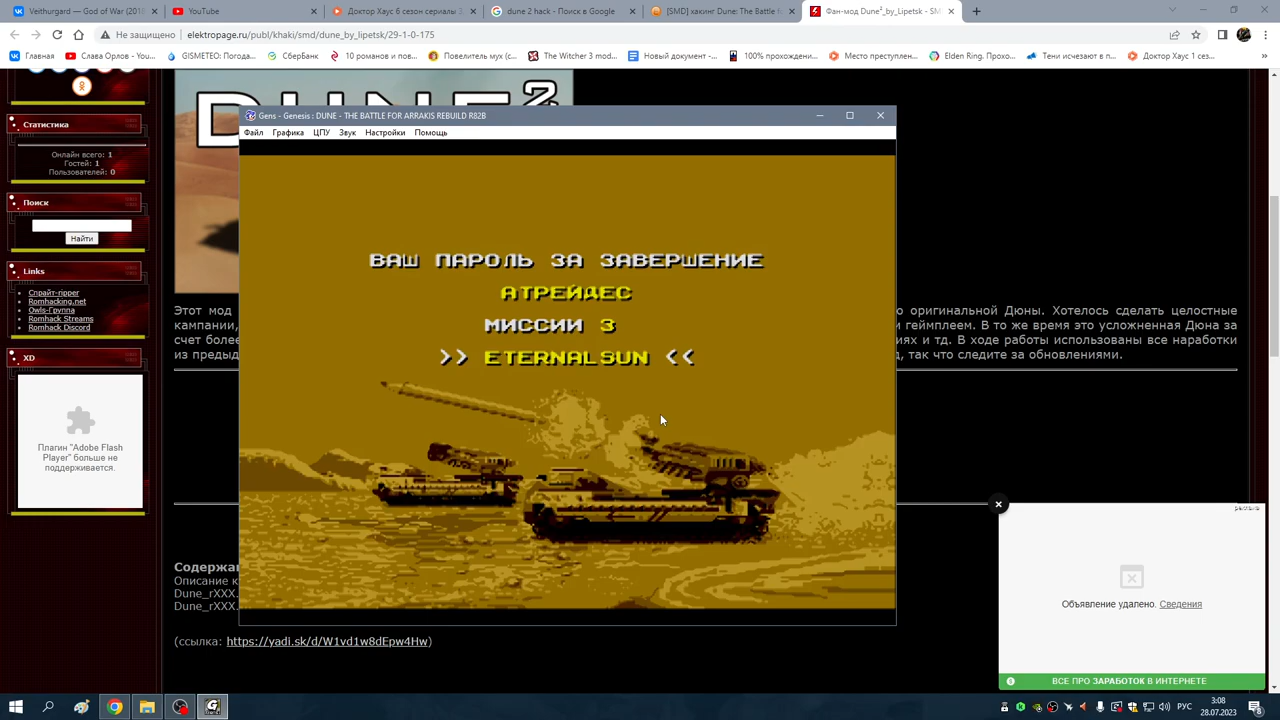 Veithurgard — God of War (2018
YouTube
Доктор Хаус 6 сезон сериалы 3
dune 2 hack - Поиск в Google
[SMD] хакинг Dune: The Battle f
Фан-мод Dune²_by_Lipetsk - SM
Не защищено
elektropage.ru/publ/khaki/smd/dune_by_lipetsk/29-1-0-175
Главная
Слава Орлов - You...
GISMETEO: Погода...
СберБанк
10 романов и пов...
Повелитель мух (с...
The Witcher 3 mod...
Новый документ -...
100% прохождени...
Место преступлен...
Elden Ring. Прохо...
Тени исчезают в п...
Доктор Хаус 1 сез...
Статистика
Онлайн всего: 1
Гостей: 1
Пользователей: 0
Поиск
Найти
Links
Спрайт-ripper
Romhacking.net
Owls-Группа
Romhack Streams
Romhack Discord
XD
Плагин "Adobe Flash
Player" больше не
поддерживается.
DUNE²
Gens - Genesis : DUNE - THE BATTLE FOR ARRAKIS REBUILD R82B
Файл Графика ЦПУ Звук Настройки Помощь
ВАШ ПАРОЛЬ ЗА ЗАВЕРШЕНИЕ
АТРЕЙДЕС
МИССИИ 3
>> ETERNALSUN <<
Этот мод
о оригинальной Дюны. Хотелось сделать целостные
кампании,
и геймплеем. В то же время это усложненная Дюна за
счет более
иях и тд. В ходе работы использованы все наработки
из предыд
д, так что следите за обновлениями.
Содержа
Описание к
Dune_rXXX.
Dune_rXXX.
(ссылка: https://yadi.sk/d/W1vd1w8dEpw4Hw)
Объявление удалено. Сведения
ВСЕ ПРО ЗАРАБОТОК В ИНТЕРНЕТЕ
РУС
3:08
28.07.2023